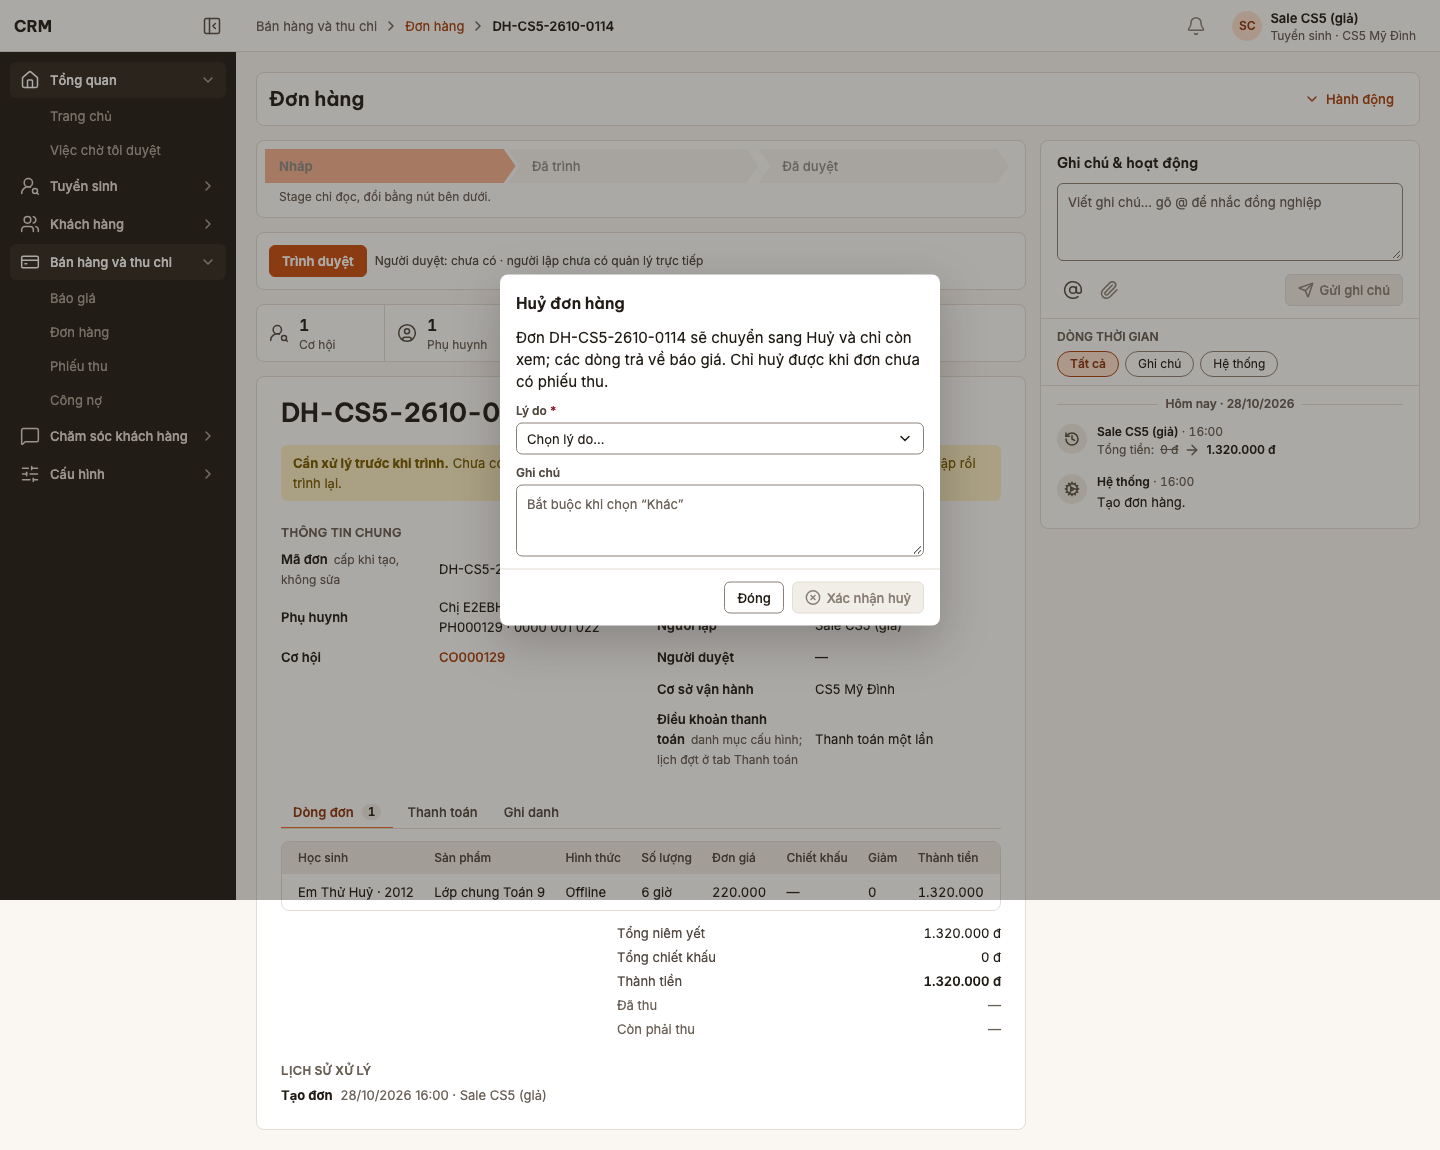 CRM
Bán hàng và thu chi
Đơn hàng
DH-CS5-2610-0114
SC
Sale CS5 (giả)
Tuyển sinh · CS5 Mỹ Đình
Tổng quan
Trang chủ
Việc chờ tôi duyệt
Tuyển sinh
Khách hàng
Bán hàng và thu chi
Báo giá
Đơn hàng
Phiếu thu
Công nợ
Chăm sóc khách hàng
Cấu hình
Đơn hàng
Hành động
Nháp
Đã trình
Đã duyệt
Stage chỉ đọc, đổi bằng nút bên dưới.
Trình duyệt
Người duyệt: chưa có · người lập chưa có quản lý trực tiếp
1
Cơ hội
1
Phụ huynh
Huỷ đơn hàng
Đơn DH-CS5-2610-0114 sẽ chuyển sang Huỷ và chỉ còn
xem; các dòng trả về báo giá. Chỉ huỷ được khi đơn chưa
có phiếu thu.
Lý do *
Chọn lý do...
Ghi chú
Bắt buộc khi chọn “Khác”
Đóng
Xác nhận huỷ
DH-CS5-2610-0
Cần xử lý trước khi trình. Chưa
trình lại.
rồi
THÔNG TIN CHUNG
Mã đơn cấp khi tạo,
không sửa
DH-CS5-2
Phụ huynh
Chị E2EBH
PH000129 · 0000 001 022
Cơ hội
CO000129
Người lập
Sale CS5 (giả)
Người duyệt
—
Cơ sở vận hành
CS5 Mỹ Đình
Điều khoản thanh
toán danh mục cấu hình;
lịch đợt ở tab Thanh toán
Thanh toán một lần
Dòng đơn 1
Thanh toán
Ghi danh
Học sinh
Sản phẩm
Hình thức
Số lượng
Đơn giá
Chiết khấu
Giảm
Thành tiền
Em Thử Huỷ · 2012
Lớp chung Toán 9
Offline
6 giờ
220.000
—
0
1.320.000
Tổng niêm yết
1.320.000 đ
Tổng chiết khấu
0 đ
Thành tiền
1.320.000 đ
Đã thu
—
Còn phải thu
—
LỊCH SỬ XỬ LÝ
Tạo đơn 28/10/2026 16:00 · Sale CS5 (giả)
Ghi chú & hoạt động
Viết ghi chú... gõ @ để nhắc đồng nghiệp
Gửi ghi chú
DÒNG THỜI GIAN
Tất cả
Ghi chú
Hệ thống
Hôm nay · 28/10/2026
Sale CS5 (giả) · 16:00
Tổng tiền: 0 đ → 1.320.000 đ
Hệ thống · 16:00
Tạo đơn hàng.